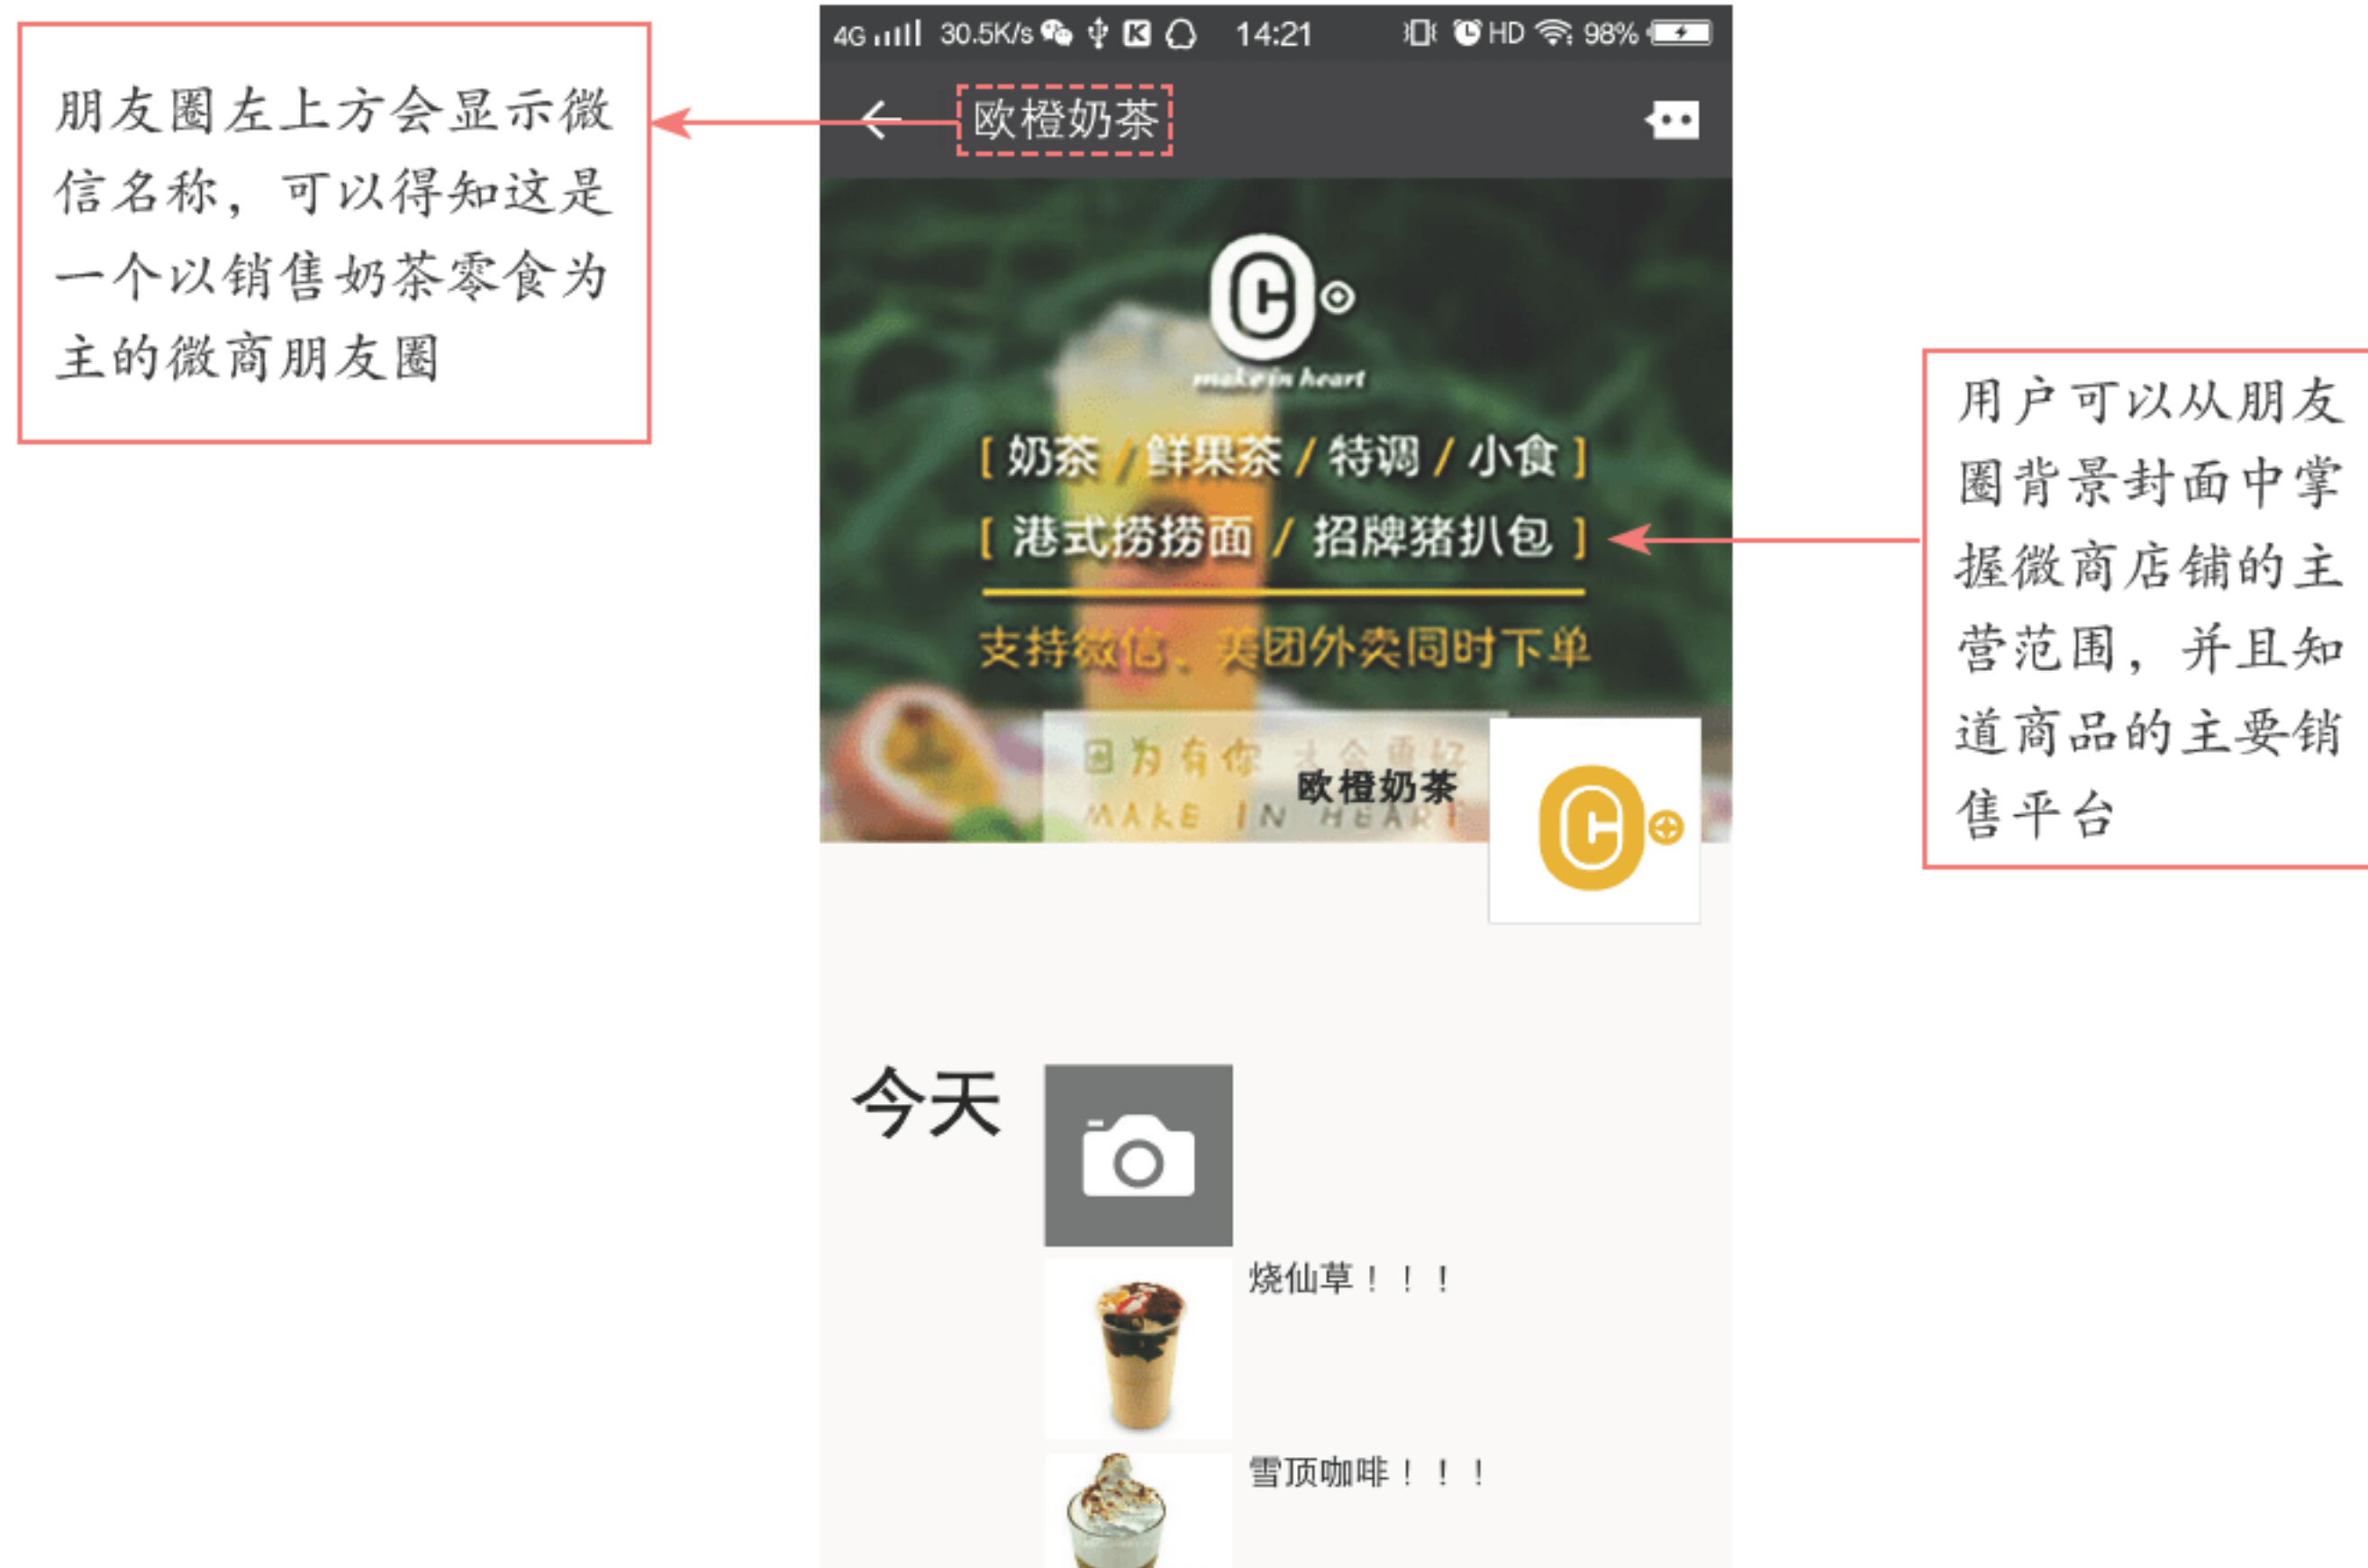 朋友圈左上方会显示微
信名称，可以得知这是
一个以销售奶茶零食为
主的微商朋友圈
4G 30.5K/s 14:21 HD 98%
欧橙奶茶
make in heart
[ 奶茶 / 鲜果茶 / 特调 / 小食 ]
[ 港式捞捞面 / 招牌猪扒包 ]
支持微信、美团外卖同时下单
因为有你 才会更好
MAKE IN HEART
欧橙奶茶
用户可以从朋友
圈背景封面中掌
握微商店铺的主
营范围，并且知
道商品的主要销
售平台
今天
烧仙草！！！
雪顶咖啡！！！